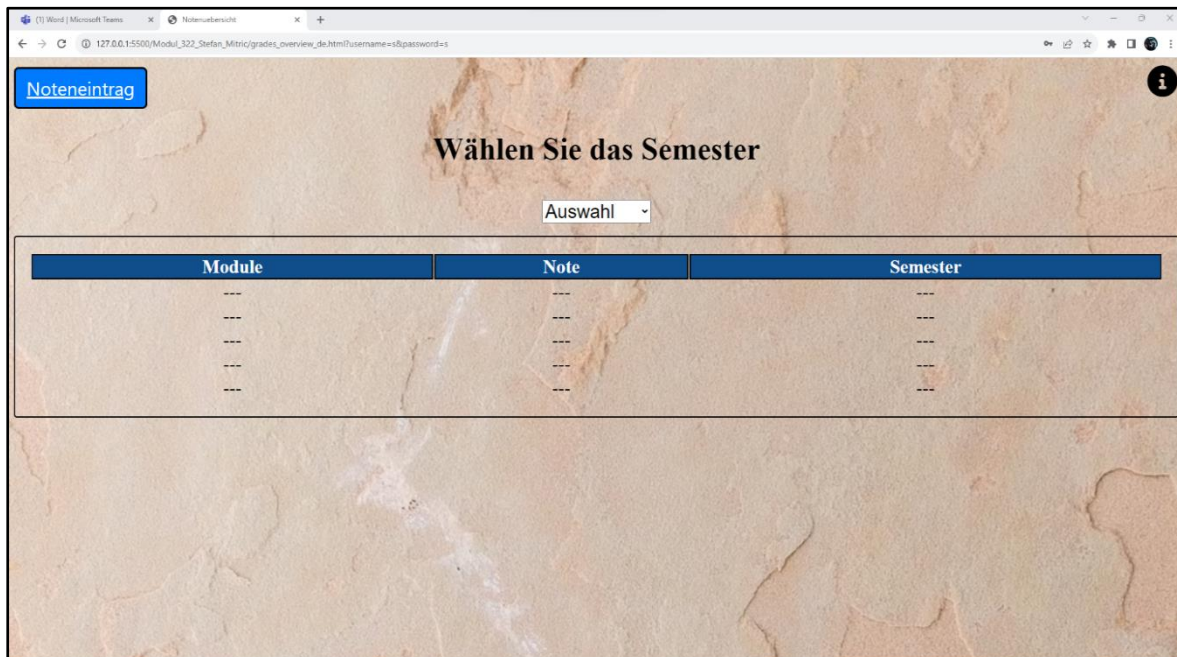 (1) Word | Microsoft Teams
Notenuebersicht
127.0.0.1:5500/Modul_322_Stefan_Mitric/grades_overview_de.html?username=s&password=s
Noteneintrag
Wählen Sie das Semester
Auswahl
Module Note Semester
--- --- ---
--- --- ---
--- --- ---
--- --- ---
--- --- ---